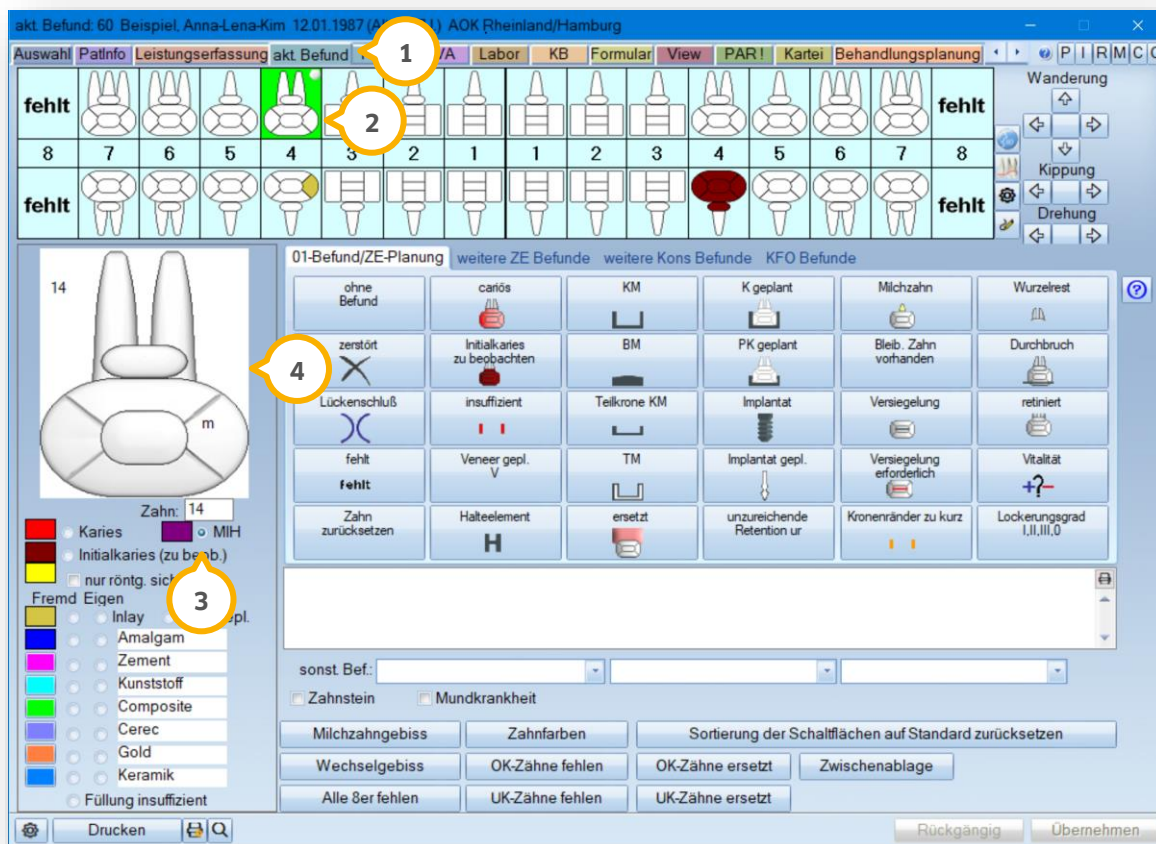 akt. Befund: 60 Beispiel, Anna-Lena-Kim 12.01.1987 AOK Rheinland/Hamburg
Auswahl PatInfo Leistungserfassung akt. Befund 1 Labor KB Formular View PAR! Kartei Behandlungsplanung P I R M C
fehlt fehlt
2
8 7 6 5 4 3 2 1 1 2 3 4 5 6 7 8
fehlt fehlt
Wanderung
Kippung
Drehung
01-Befund/ZE-Planung weitere ZE Befunde weitere Kons Befunde KFO Befunde
14
m
4
ohne Befund cariös KM K geplant Milchzahn Wurzelrest
zerstört Initialkaries zu beobachten BM PK geplant Bleib. Zahn vorhanden Durchbruch
Lückenschluß insuffizient Teilkrone KM Implantat Versiegelung retiniert
fehlt fehlt Veneer gepl. V TM Implantat gepl. Versiegelung erforderlich Vitalität +?-
Zahn zurücksetzen Halteelement H ersetzt unzureichende Retention ur Kronenränder zu kurz Lockerungsgrad I,II,III,0
Zahn: 14
Karies MIH
Initialkaries (zu beob.)
nur röntg.
3
Fremd Eigen
Inlay
Amalgam
Zement
Kunststoff
Composite
Cerec
Gold
Keramik
Füllung insuffizient
sonst. Bef.:
Zahnstein Mundkrankheit
Milchzahngebiss Zahnfarben Sortierung der Schaltflächen auf Standard zurücksetzen
Wechselgebiss OK-Zähne fehlen OK-Zähne ersetzt Zwischenablage
Alle 8er fehlen UK-Zähne fehlen UK-Zähne ersetzt
Drucken Rückgängig Übernehmen